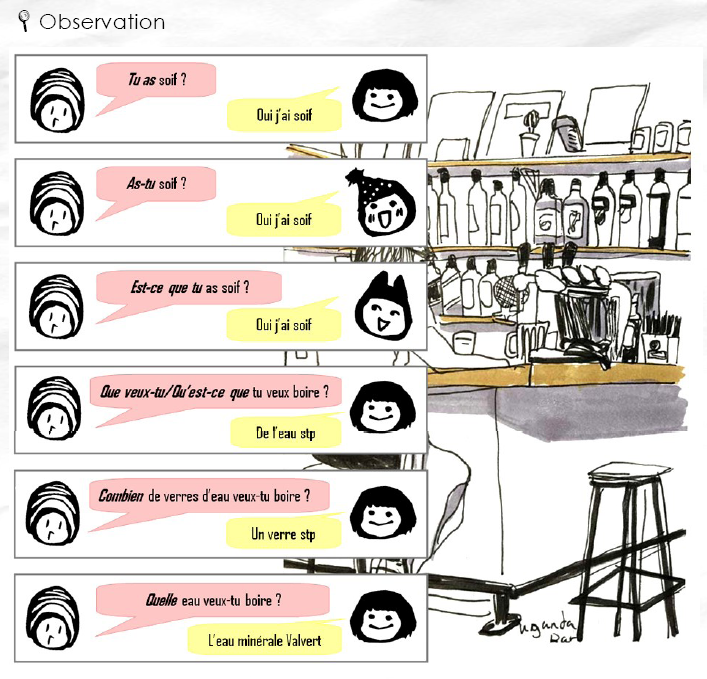 Observation
Tu as soif ?
Oui j'ai soif
As-tu soif ?
Oui j'ai soif
Est-ce que tu as soif ?
Oui j'ai soif
Que veux-tu/Qu'est-ce que tu veux boire ?
De l'eau stp
Combien de verres d'eau veux-tu boire ?
Un verre stp
Quelle eau veux-tu boire ?
L'eau minérale Valvert
uganda
Bar